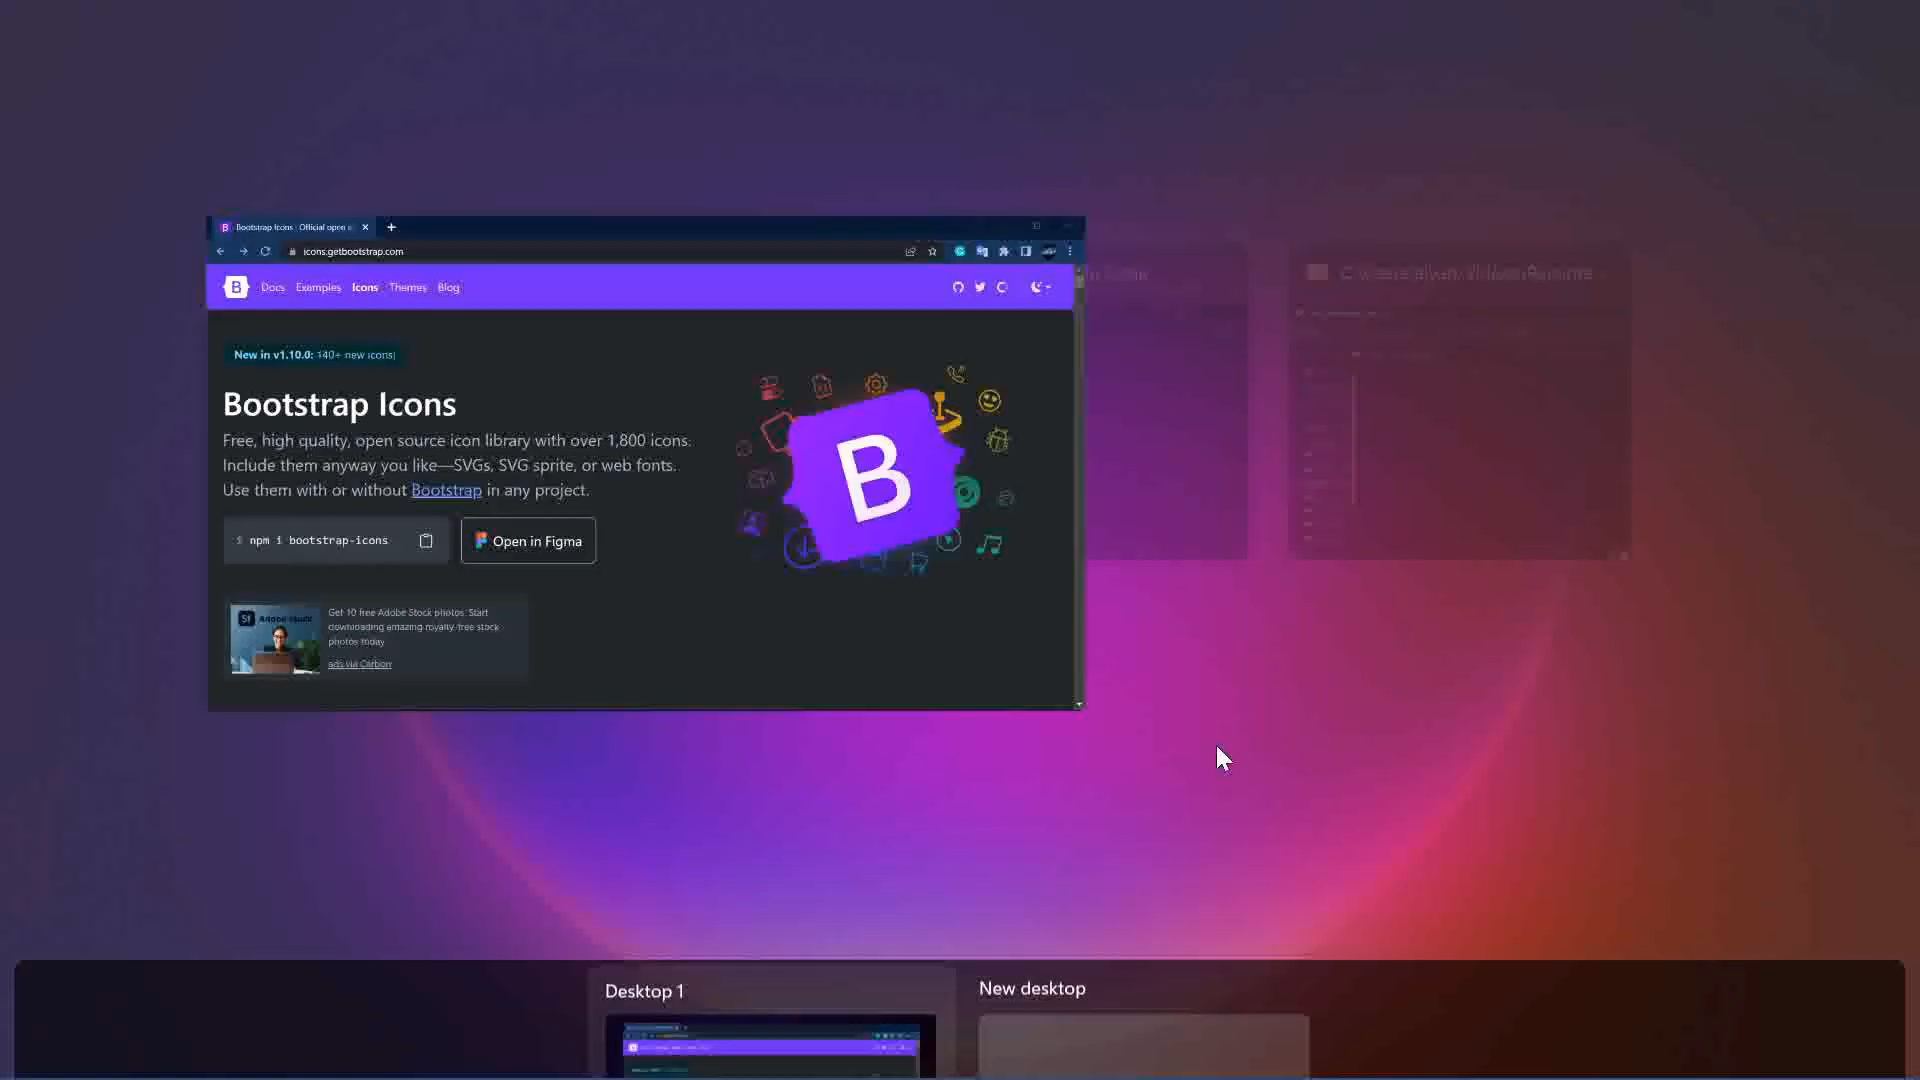 Bootstrap Icons · Official open s
icons.getbootstrap.com
B Docs Examples Icons Themes Blog
New in v1.10.0: 140+ new icons!
Bootstrap Icons
Free, high quality, open source icon library with over 1,800 icons.
Include them anyway you like—SVGs, SVG sprite, or web fonts.
Use them with or without Bootstrap in any project.
$ npm i bootstrap-icons
Open in Figma
B
St Adobe Stock
Get 10 free Adobe Stock photos. Start
downloading amazing royalty-free stock
photos today.
ads via Carbon
Desktop 1
New desktop